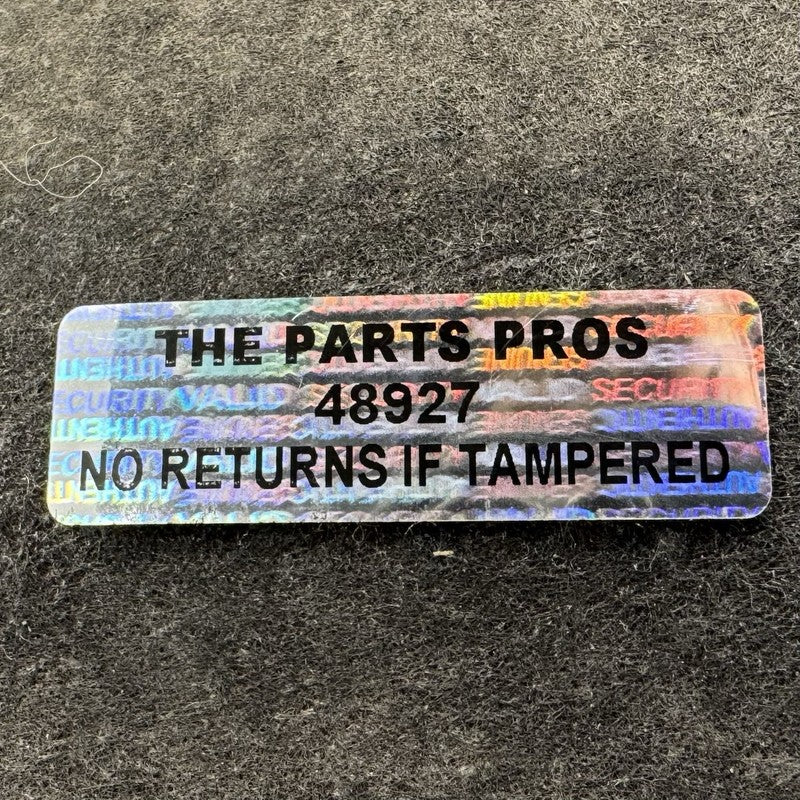 THE PARTS PROS
48927
NO RETURNS IF TAMPERED